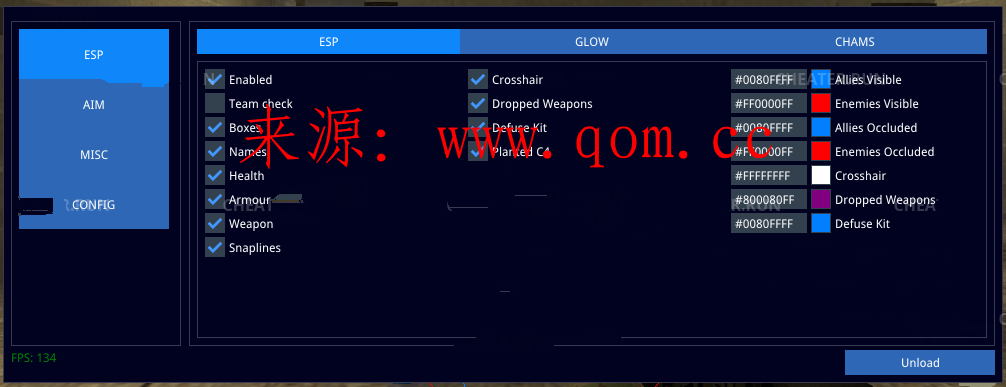 ESP
AIM
MISC
CONFIG
ESP
GLOW
CHAMS
Enabled
Team check
Boxes
Names
Health
Armour
Weapon
Snaplines
Crosshair
Dropped Weapons
Defuse Kit
Planted C4
#0080FFFF Allies Visible
#FF0000FF Enemies Visible
#0080FFFF Allies Occluded
#FF0000FF Enemies Occluded
#FFFFFFFF Crosshair
#800080FF Dropped Weapons
#0080FFFF Defuse Kit
来源: www.qom.cc
FPS: 134
Unload